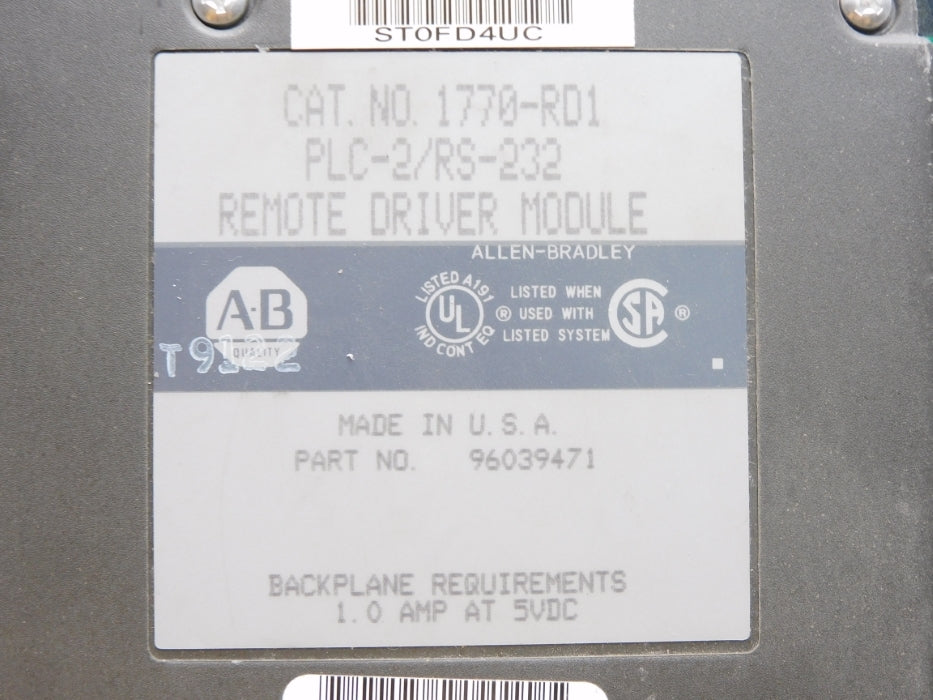 ST0FD4UC
CAT. NO. 1770-RD1
PLC-2/RS-232
REMOTE DRIVER MODULE
ALLEN-BRADLEY
A·B
QUALITY
LISTED A191
UL
IND CONT EQ
®
LISTED WHEN
USED WITH
LISTED SYSTEM
SA
®
T9122
MADE IN U.S.A.
PART NO. 96039471
BACKPLANE REQUIREMENTS
1.0 AMP AT 5VDC